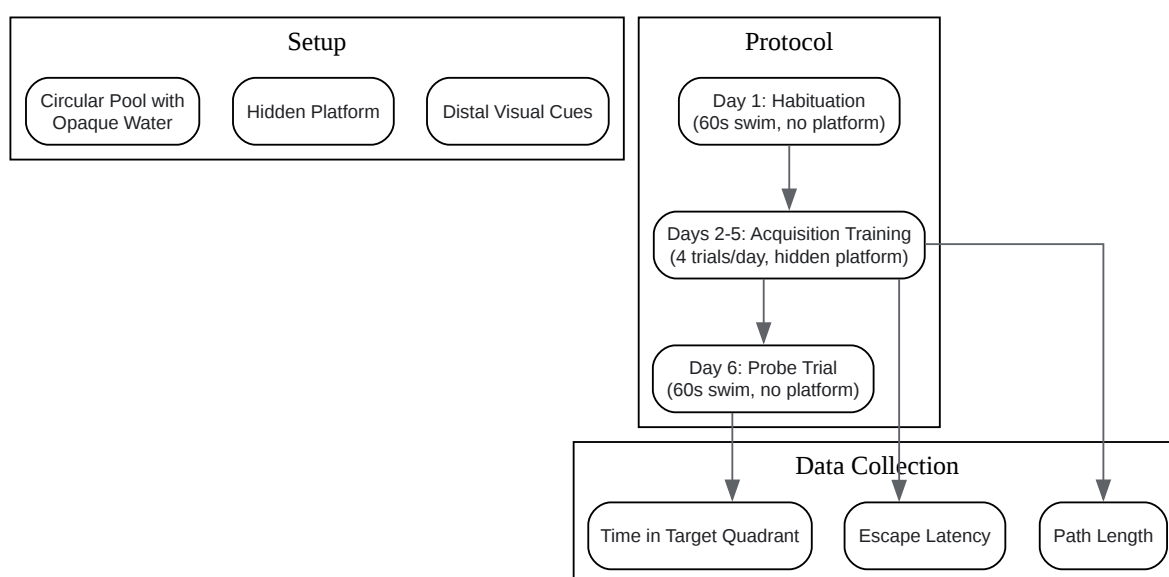 Setup
Circular Pool with
Opaque Water
Hidden Platform
Distal Visual Cues
Protocol
Day 1: Habituation
(60s swim, no platform)
Days 2-5: Acquisition Training
(4 trials/day, hidden platform)
Day 6: Probe Trial
(60s swim, no platform)
Data Collection
Time in Target Quadrant
Escape Latency
Path Length